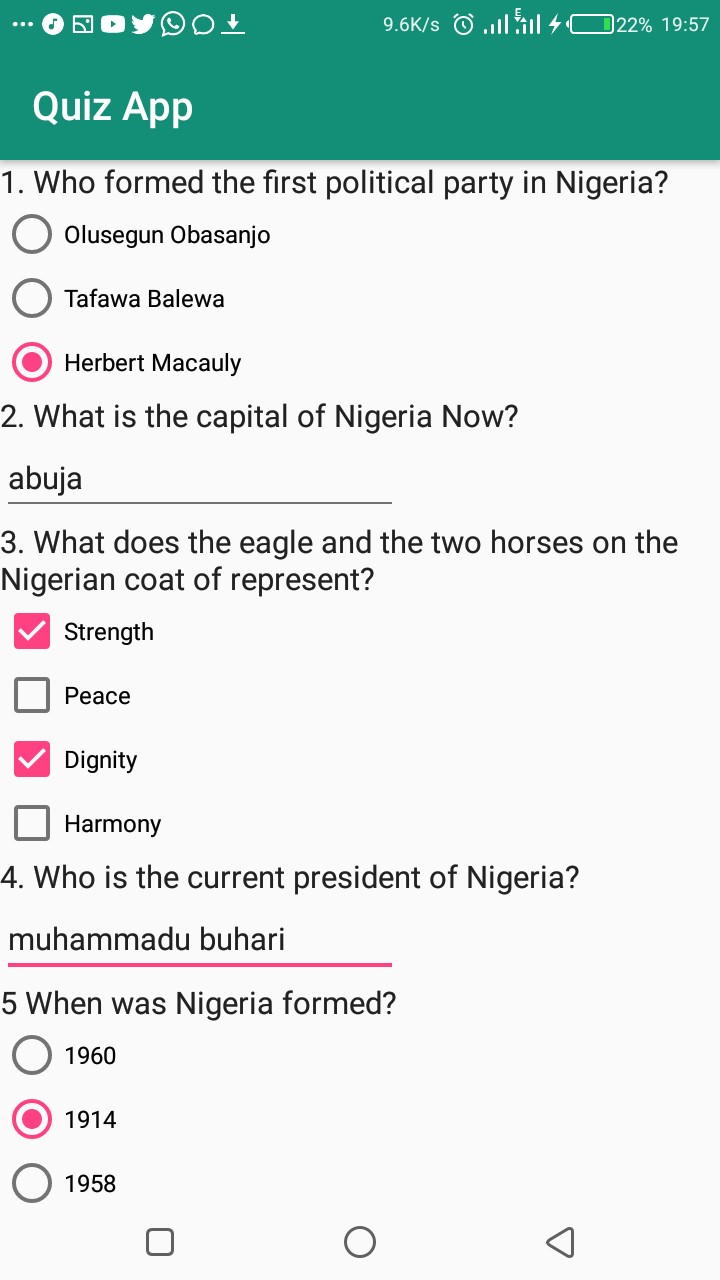 9.6K/s 22% 19:57
Quiz App
1. Who formed the first political party in Nigeria?
Olusegun Obasanjo
Tafawa Balewa
Herbert Macauly
2. What is the capital of Nigeria Now?
abuja
3. What does the eagle and the two horses on the
Nigerian coat of represent?
Strength
Peace
Dignity
Harmony
4. Who is the current president of Nigeria?
muhammadu buhari
5 When was Nigeria formed?
1960
1914
1958